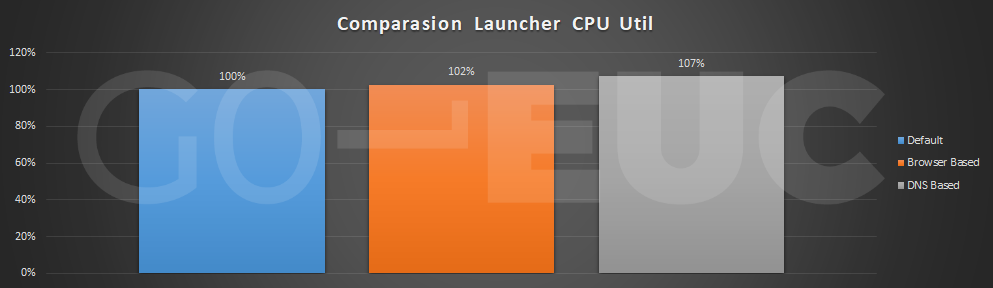 Comparasion Launcher CPU Util
120%
100%
80%
60%
40%
20%
0%
100%
102%
107%
Default
Browser Based
DNS Based
GO-EUC